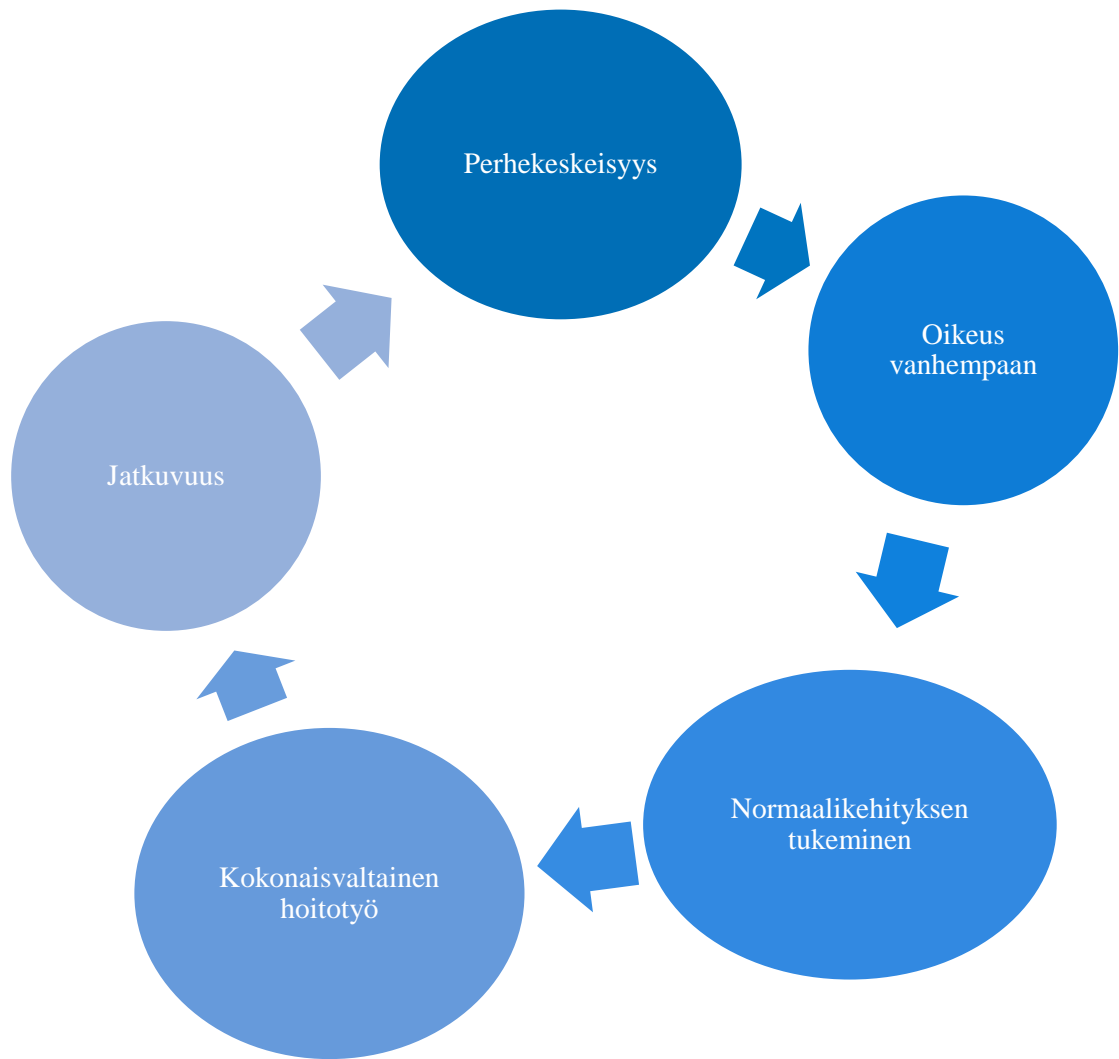 Perhekeskeisyys
Oikeus
vanhempaan
Normaalikehityksen
tukeminen
Kokonaisvaltainen
hoitotyö
Jatkuvuus